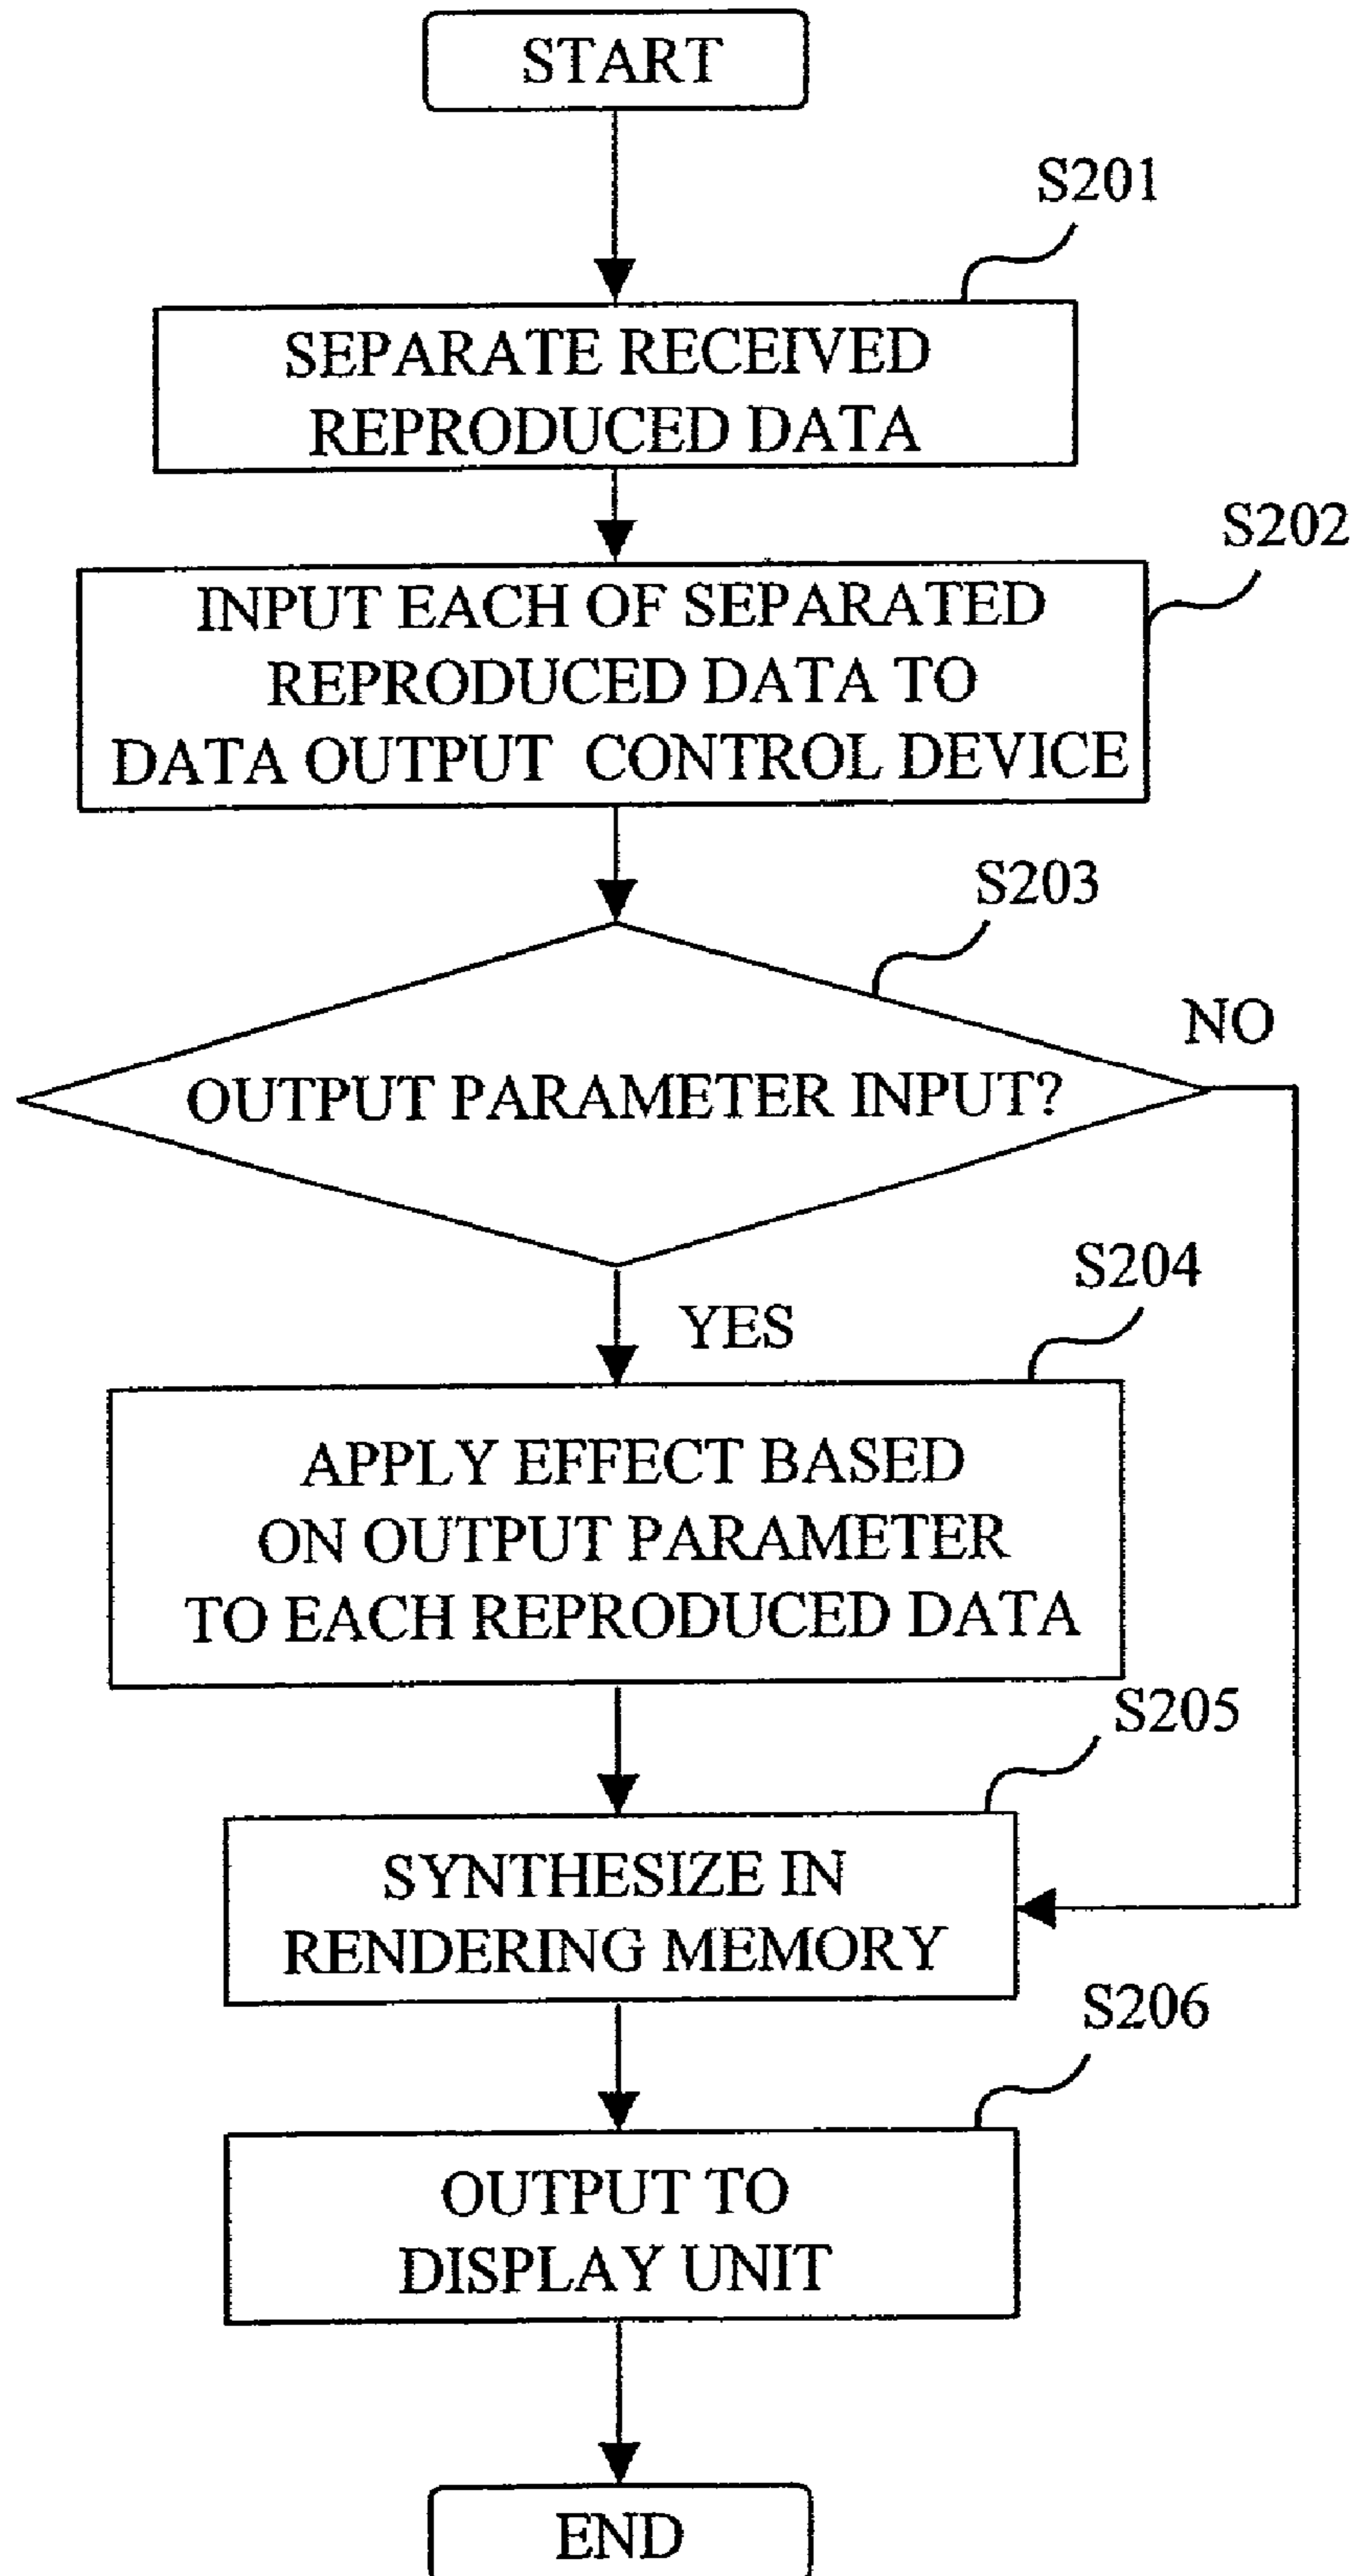 START
S201
SEPARATE RECEIVED
REPRODUCED DATA
S202
INPUT EACH OF SEPARATED
REPRODUCED DATA TO
DATA OUTPUT CONTROL DEVICE
S203
NO
OUTPUT PARAMETER INPUT?
S204
YES
APPLY EFFECT BASED
ON OUTPUT PARAMETER
TO EACH REPRODUCED DATA
S205
SYNTHESIZE IN
RENDERING MEMORY
S206
OUTPUT TO
DISPLAY UNIT
END